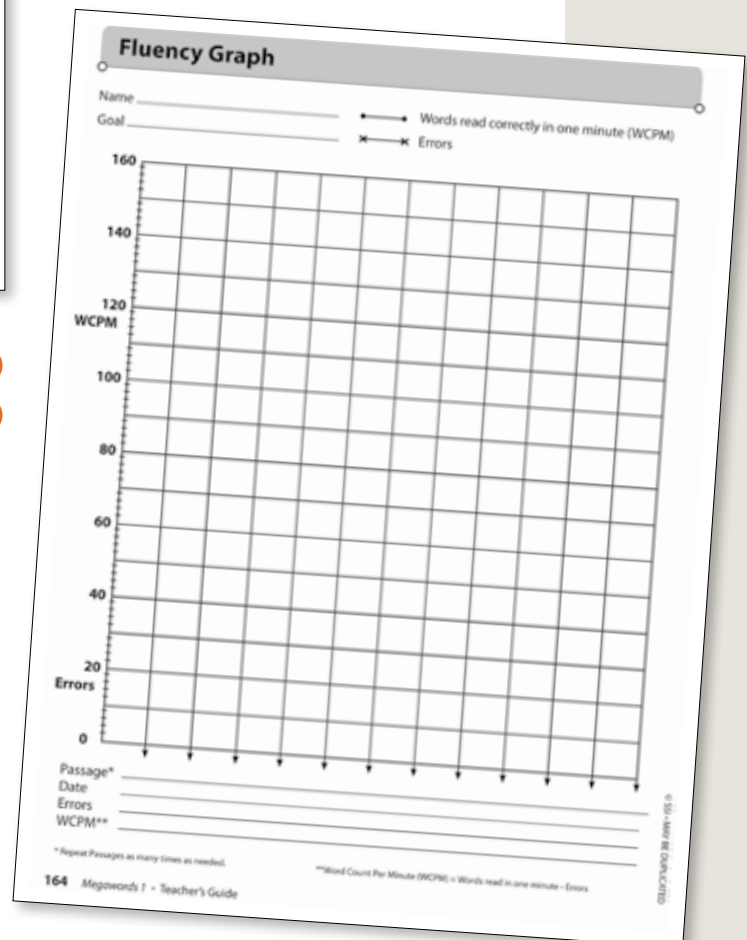 Fluency Graph
Name
Words read correctly in one minute (WCPM)
Goal
Errors
160
140
120
WCPM
100
80
60
40
20
Errors
0
Passage*
Date
Errors
WCPM**
* Repeat Passages as many times as needed.
**Word Count Per Minute (WCPM) = Words read in one minute - Errors
164 Megawords 1 • Teacher's Guide
© SSI • MAY BE DUPLICATED